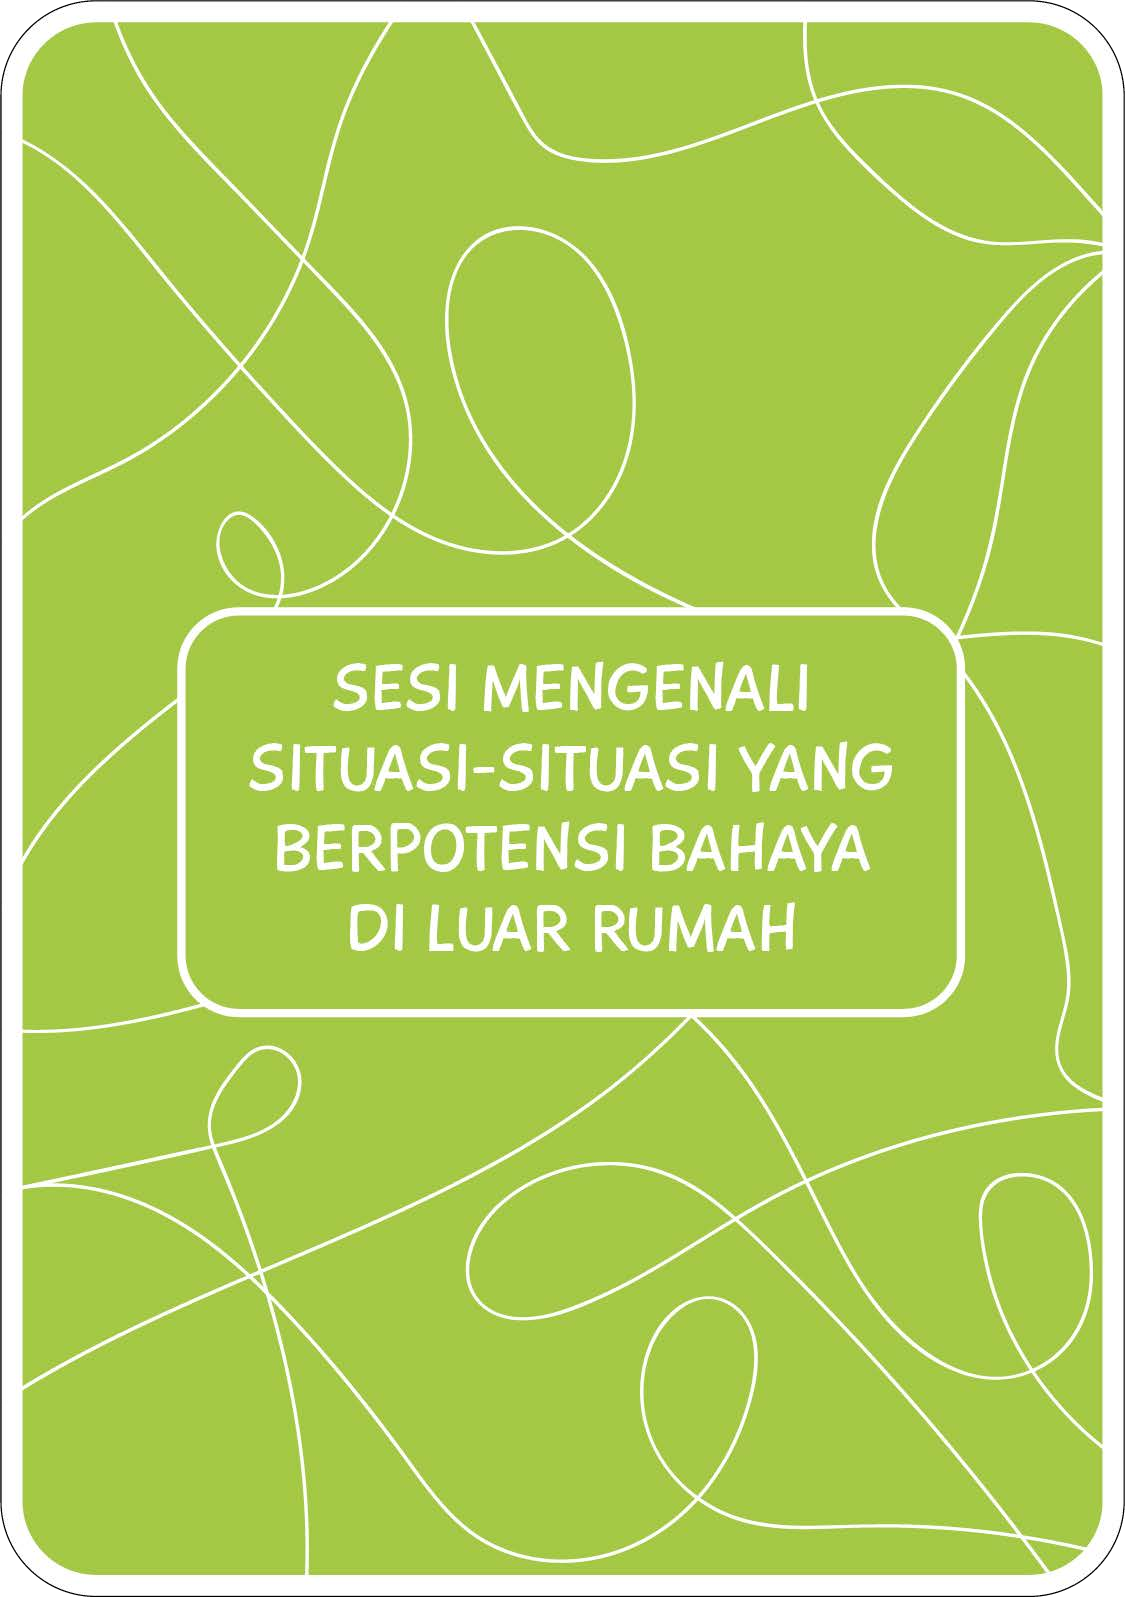 SESI MENGENALI
SITUASI-SITUASI YANG
BERPOTENSI BAHAYA
DI LUAR RUMAH